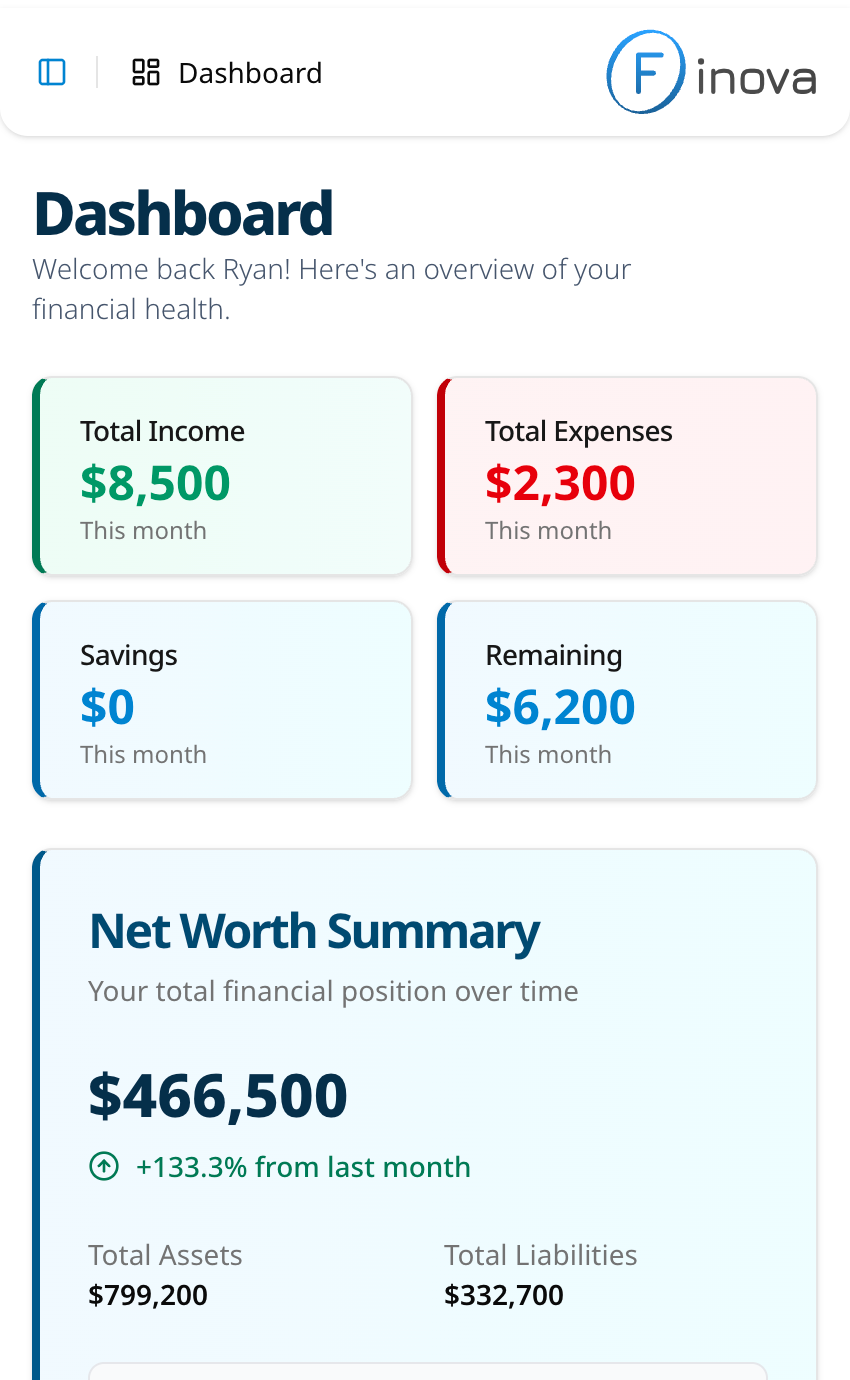 Dashboard
Finova
Dashboard
Welcome back Ryan! Here's an overview of your
financial health.
Total Income
$8,500
This month
Total Expenses
$2,300
This month
Savings
$0
This month
Remaining
$6,200
This month
Net Worth Summary
Your total financial position over time
$466,500
+133.3% from last month
Total Assets
$799,200
Total Liabilities
$332,700